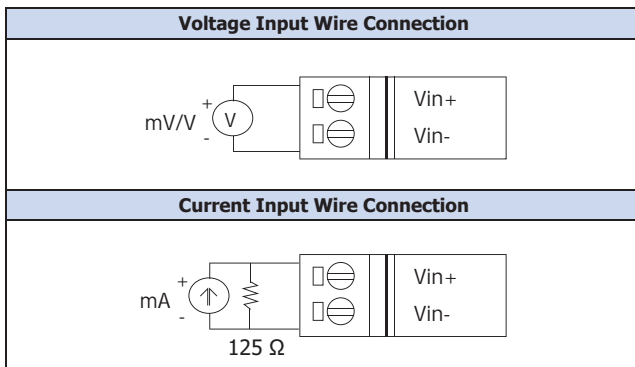 Voltage Input Wire Connection
+
mV/V V
-
Vin+
Vin-
Current Input Wire Connection
+
mA
-
125 Ω
Vin+
Vin-